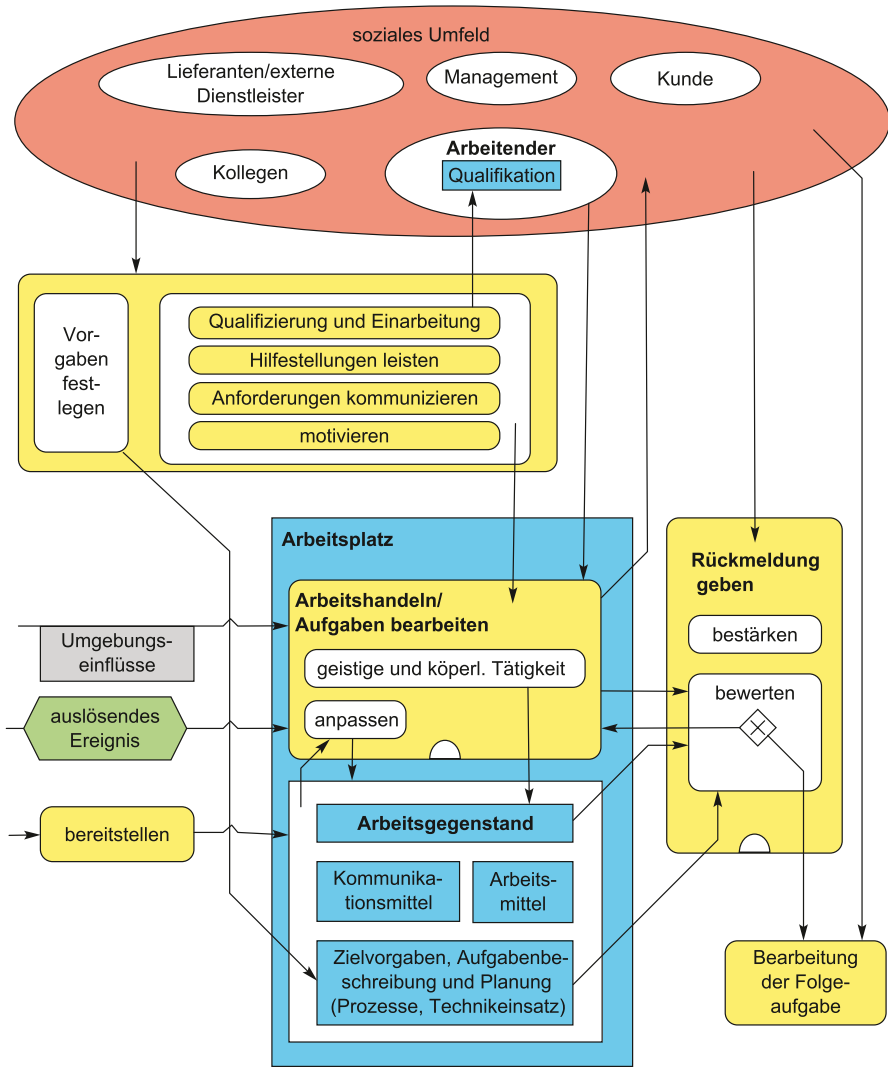 soziales Umfeld
Lieferanten/externe
Dienstleister
Management
Kunde
Kollegen
Arbeitender
Qualifikation
Vor-
gaben
fest-
legen
Qualifizierung und Einarbeitung
Hilfestellungen leisten
Anforderungen kommunizieren
motivieren
Arbeitsplatz
Arbeitshandeln/
Aufgaben bearbeiten
geistige und köperl. Tätigkeit
anpassen
Rückmeldung
geben
bestärken
bewerten
Umgebungs-
einflüsse
auslösendes
Ereignis
bereitstellen
Arbeitsgegenstand
Kommunika-
tionsmittel
Arbeits-
mittel
Zielvorgaben, Aufgabenbe-
schreibung und Planung
(Prozesse, Technikeinsatz)
Bearbeitung
der Folge-
aufgabe